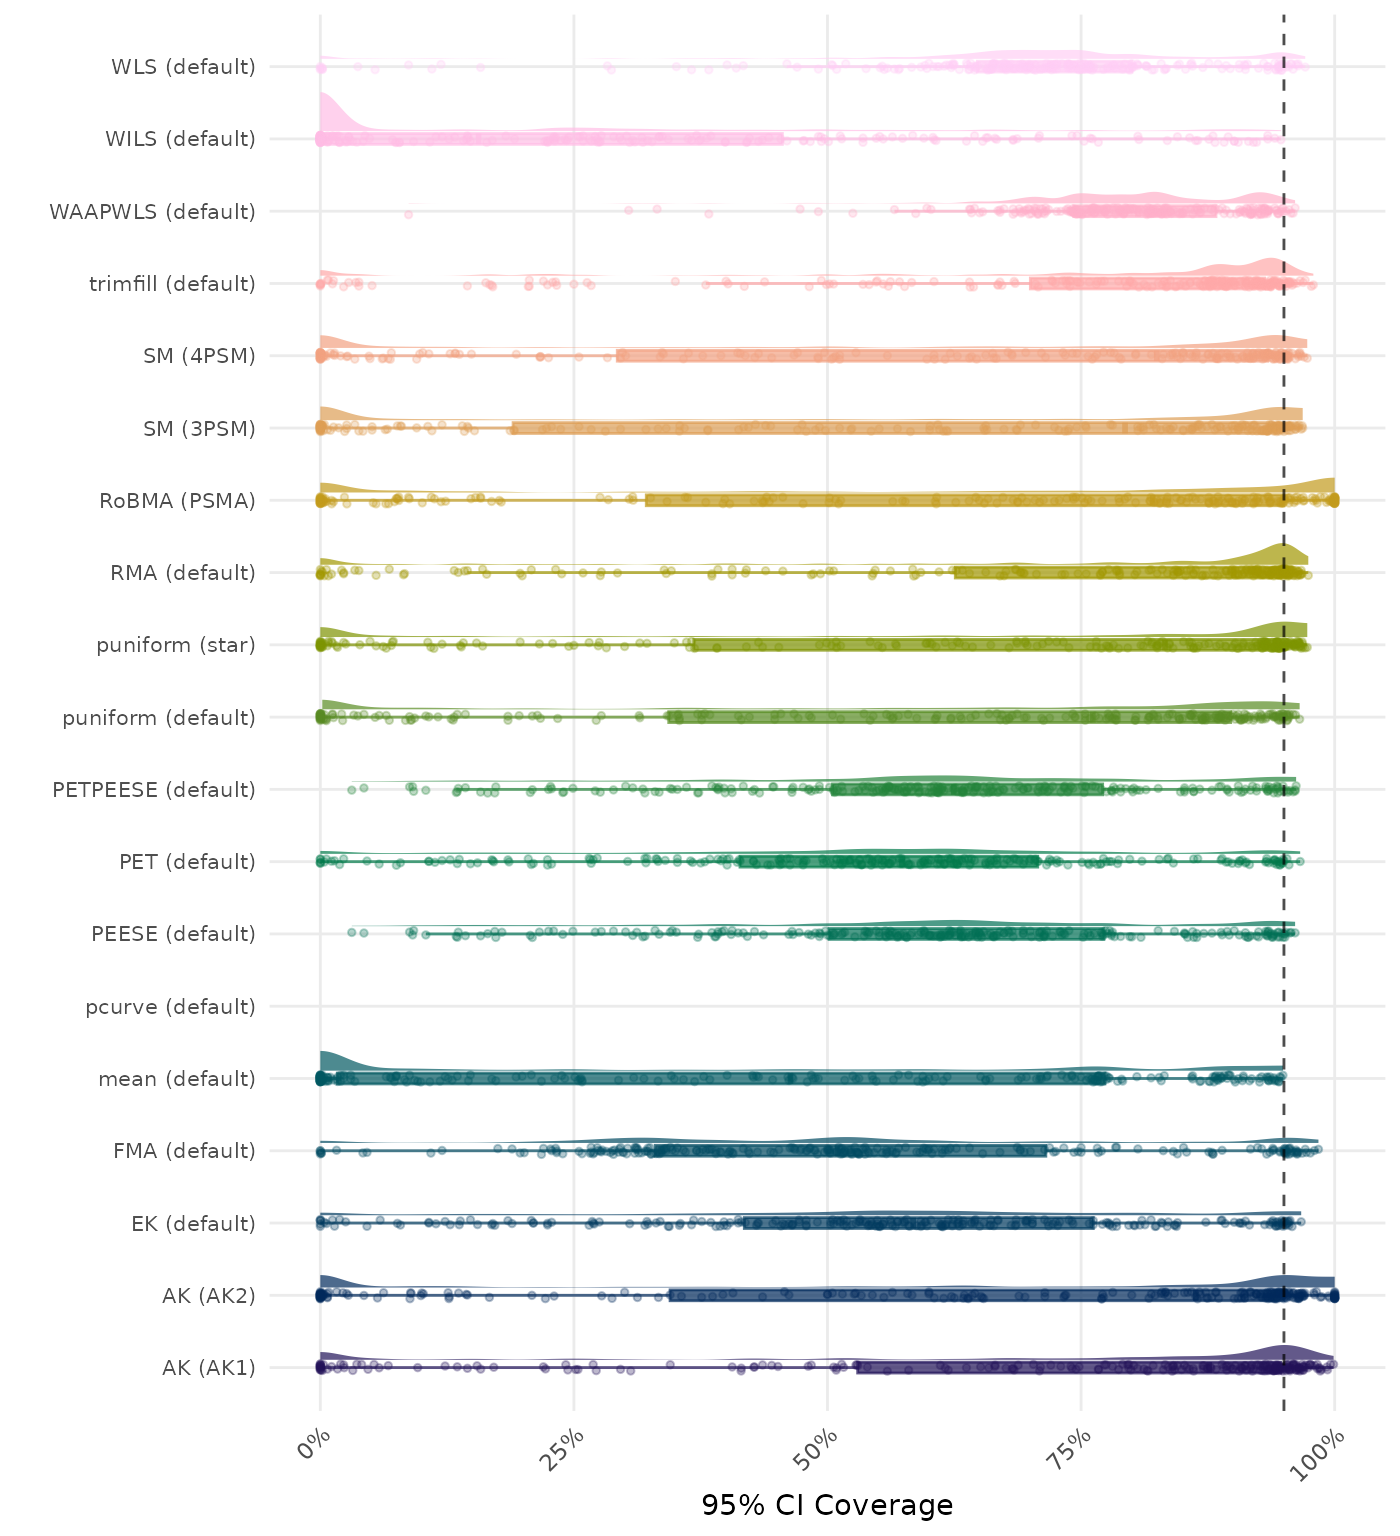 WLS (default)
WILS (default)
WAAPWLS (default)
trimfill (default)
SM (4PSM)
SM (3PSM)
RoBMA (PSMA)
RMA (default)
puniform (star)
puniform (default)
PETPEESE (default)
PET (default)
PEESE (default)
pcurve (default)
mean (default)
FMA (default)
EK (default)
AK (AK2)
AK (AK1)
0%
25%
50%
75%
100%
95% CI Coverage